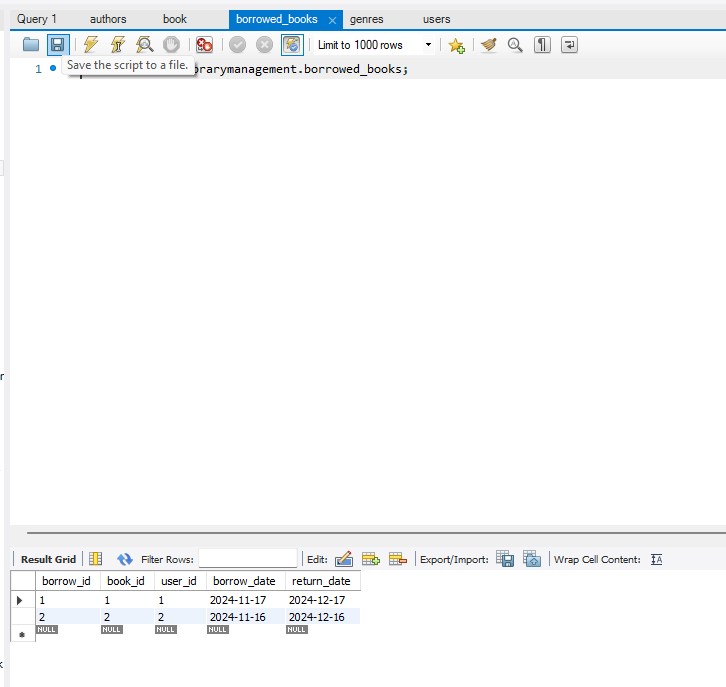 Query 1 authors book borrowed_books genres users
Limit to 1000 rows
1 orarymanagement.borrowed_books;
Save the script to a file.
Result Grid Filter Rows: Edit: Export/Import: Wrap Cell Content:
borrow_id book_id user_id borrow_date return_date
1 1 1 2024-11-17 2024-12-17
2 2 2 2024-11-16 2024-12-16
NULL NULL NULL NULL NULL